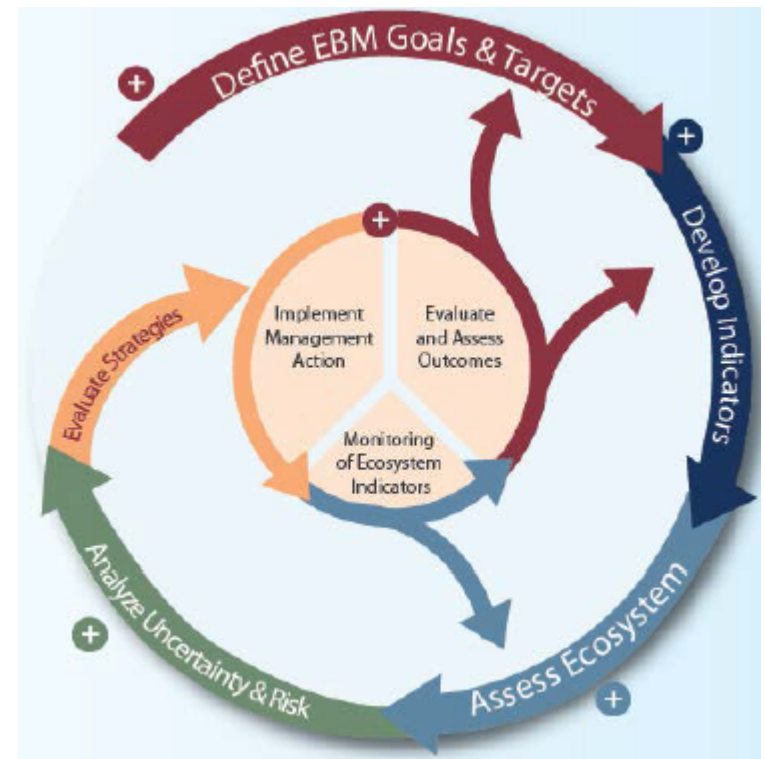 Define EBM Goals & Targets
Develop Indicators
Assess Ecosystem
Analyze Uncertainty & Risk
Evaluate Strategies
Implement
Management
Action
Evaluate
and Assess
Outcomes
Monitoring
of Ecosystem
Indicators